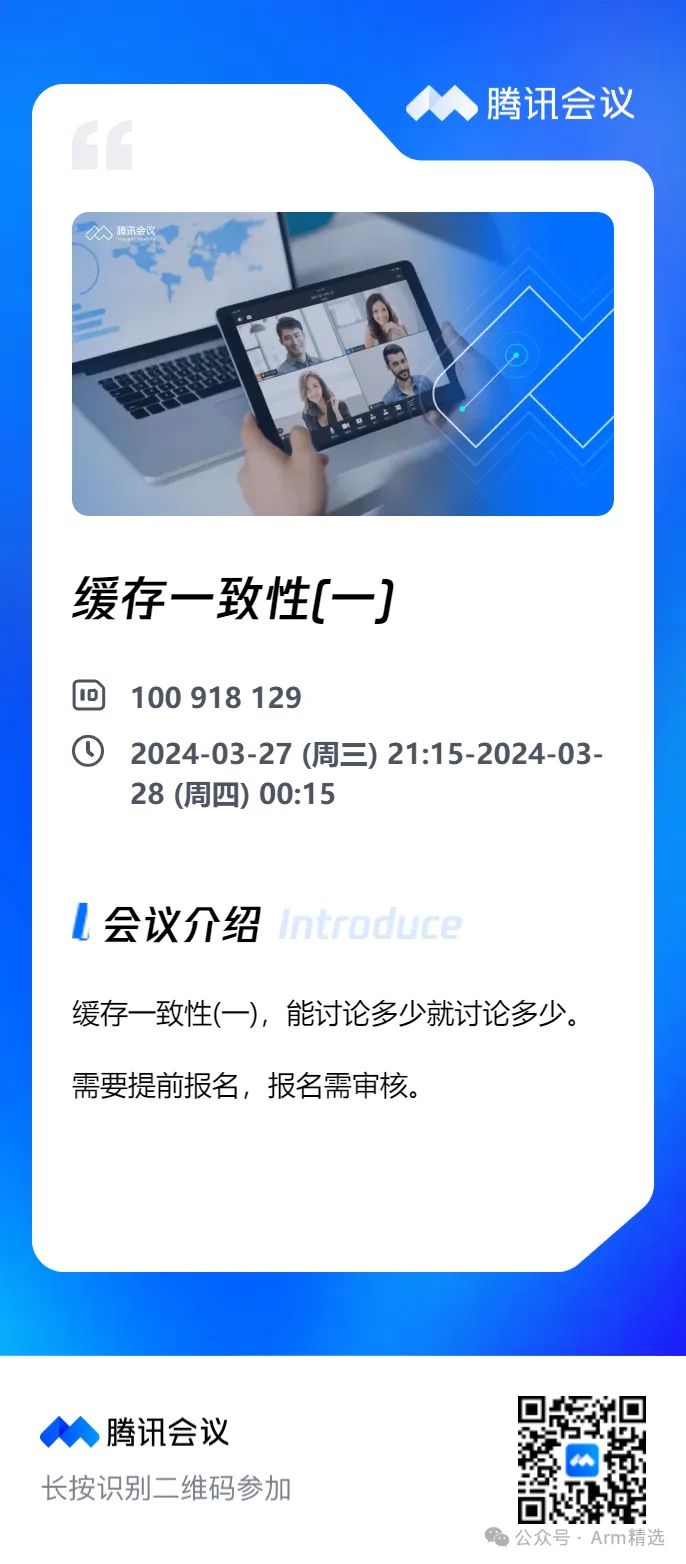 腾讯会议
腾讯会议
缓存一致性(一)
ID
100 918 129
2024-03-27 (周三) 21:15-2024-03-
28 (周四) 00:15
会议介绍 Introduce
缓存一致性(一)，能讨论多少就讨论多少。
需要提前报名，报名需审核。
腾讯会议
长按识别二维码参加
公众号 · Arm精选